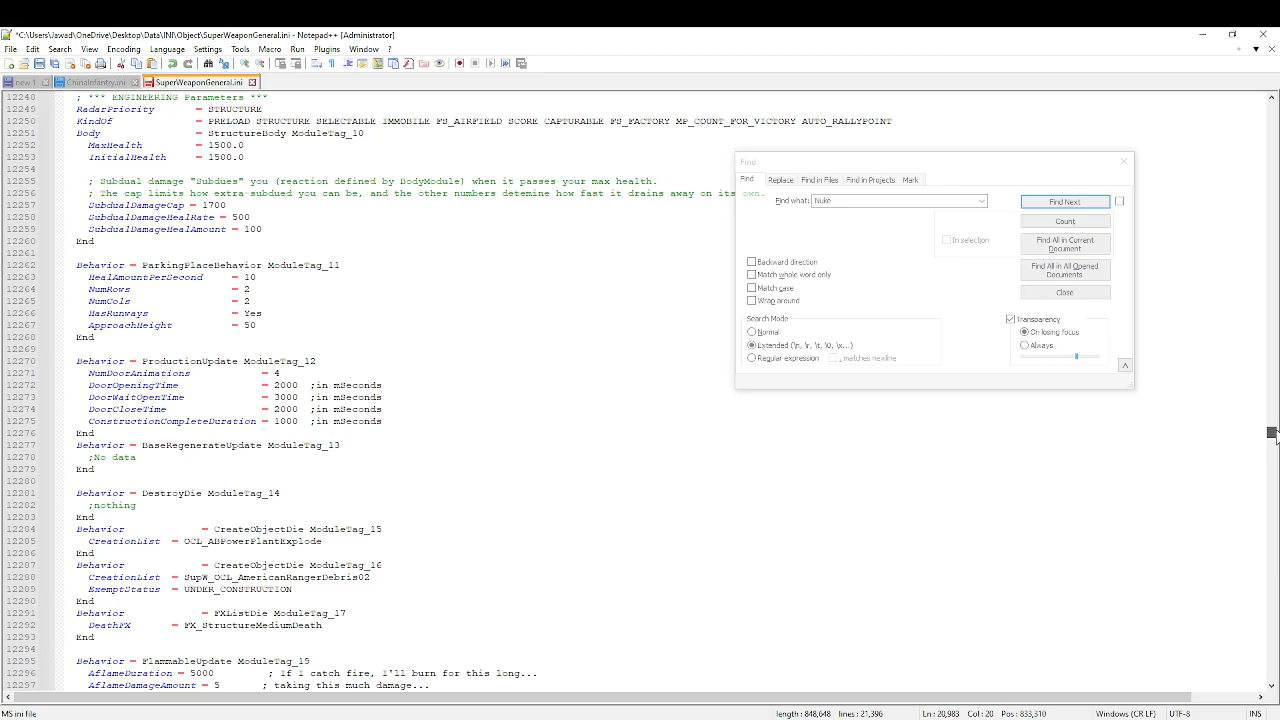 *C:\Users\Jawad\OneDrive\Desktop\Data\INI\Object\SuperWeaponGeneral.ini - Notepad++ [Administrator]
File Edit Search View Encoding Language Settings Tools Macro Run Plugins Window ?
new 1 ChinaInfantry.ini SuperWeaponGeneral.ini
12248 ; *** ENGINEERING Parameters ***
12249 RadarPriority = STRUCTURE
12250 KindOf = PRELOAD STRUCTURE SELECTABLE IMMOBILE FS_AIRFIELD SCORE CAPTURABLE FS_FACTORY MP_COUNT_FOR_VICTORY AUTO_RALLYPOINT
12251 Body = StructureBody ModuleTag_10
12252 MaxHealth = 1500.0
12253 InitialHealth = 1500.0
12254
12255 ; Subdual damage "Subdues" you (reaction defined by BodyModule) when it passes your max health.
12256 ; The cap limits how extra-subdued you can be, and the other numbers detemine how fast it drains away on its own.
12257 SubdualDamageCap = 1700
12258 SubdualDamageHealRate = 500
12259 SubdualDamageHealAmount = 100
12260 End
12261
12262 Behavior = ParkingPlaceBehavior ModuleTag_11
12263 HealAmountPerSecond = 10
12264 NumRows = 2
12265 NumCols = 2
12266 HasRunways = Yes
12267 ApproachHeight = 50
12268 End
12269
12270 Behavior = ProductionUpdate ModuleTag_12
12271 NumDoorAnimations = 4
12272 DoorOpeningTime = 2000 ;in mSeconds
12273 DoorWaitOpenTime = 3000 ;in mSeconds
12274 DoorCloseTime = 2000 ;in mSeconds
12275 ConstructionCompleteDuration = 1000 ;in mSeconds
12276 End
12277 Behavior = BaseRegenerateUpdate ModuleTag_13
12278 ;No data
12279 End
12280
12281 Behavior = DestroyDie ModuleTag_14
12282 ;nothing
12283 End
12284 Behavior = CreateObjectDie ModuleTag_15
12285 CreationList = OCL_ABPowerPlantExplode
12286 End
12287 Behavior = CreateObjectDie ModuleTag_16
12288 CreationList = SupW_OCL_AmericanRangerDebris02
12289 ExemptStatus = UNDER_CONSTRUCTION
12290 End
12291 Behavior = FXListDie ModuleTag_17
12292 DeathFX = FX_StructureMediumDeath
12293 End
12294
12295 Behavior = FlammableUpdate ModuleTag_19
12296 AflameDuration = 5000 ; If I catch fire, I'll burn for this long...
12297 AflameDamageAmount = 5 ; taking this much damage...
Find
Find Replace Find in Files Find in Projects Mark
Find what: Nuke
Find Next
Count
In selection
Find All in Current Document
Find All in All Opened Documents
Close
Backward direction
Match whole word only
Match case
Wrap around
Search Mode
Normal
Extended (\n, \r, \t, \0, \x...)
Regular expression . matches newline
Transparency
On losing focus
Always
MS ini file length : 848,648 lines : 21,396 Ln : 20,983 Col : 20 Pos : 833,310 Windows (CR LF) UTF-8 INS